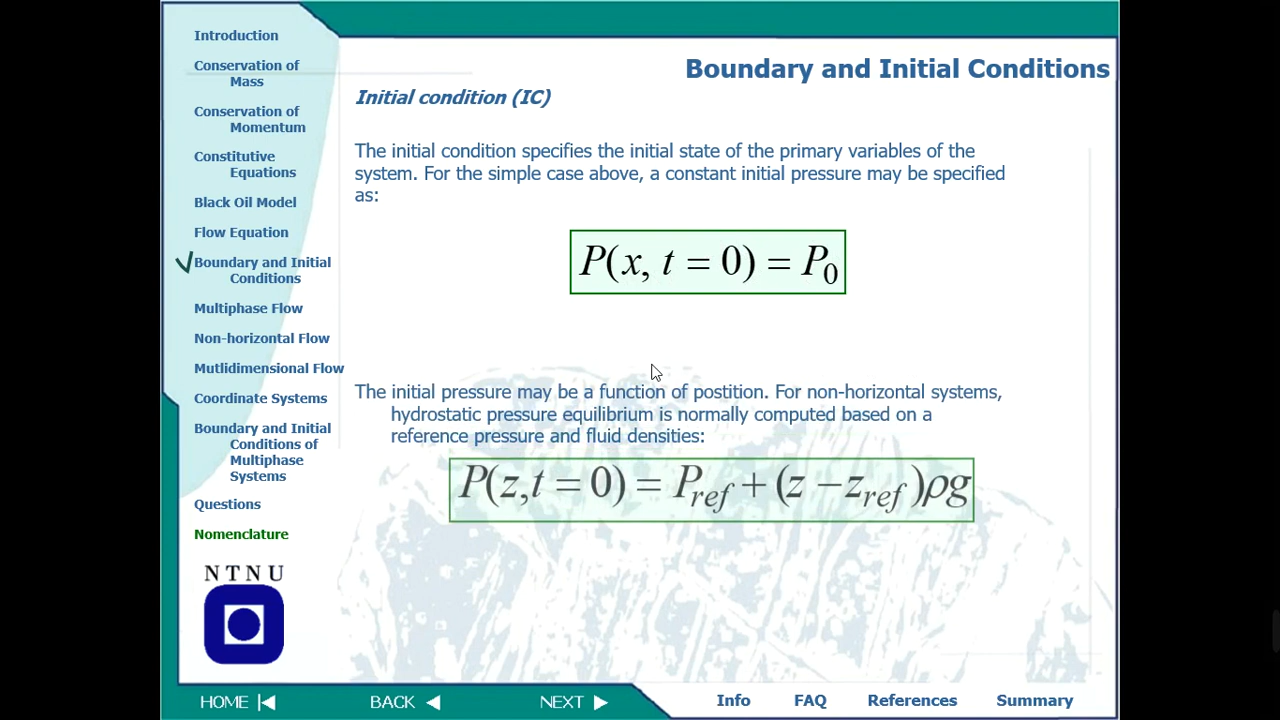 Introduction
Conservation of
Mass
Conservation of
Momentum
Constitutive
Equations
Black Oil Model
Flow Equation
Boundary and Initial
Conditions
Multiphase Flow
Non-horizontal Flow
Mutlidimensional Flow
Coordinate Systems
Boundary and Initial
Conditions of
Multiphase
Systems
Questions
Nomenclature
NTNU
Boundary and Initial Conditions
Initial condition (IC)
The initial condition specifies the initial state of the primary variables of the
system. For the simple case above, a constant initial pressure may be specified
as:
P(x, t = 0) = P₀
The initial pressure may be a function of postition. For non-horizontal systems,
hydrostatic pressure equilibrium is normally computed based on a
reference pressure and fluid densities:
P(z,t = 0) = P_ref + (z − z_ref)ρg
HOME
BACK
NEXT
Info
FAQ
References
Summary